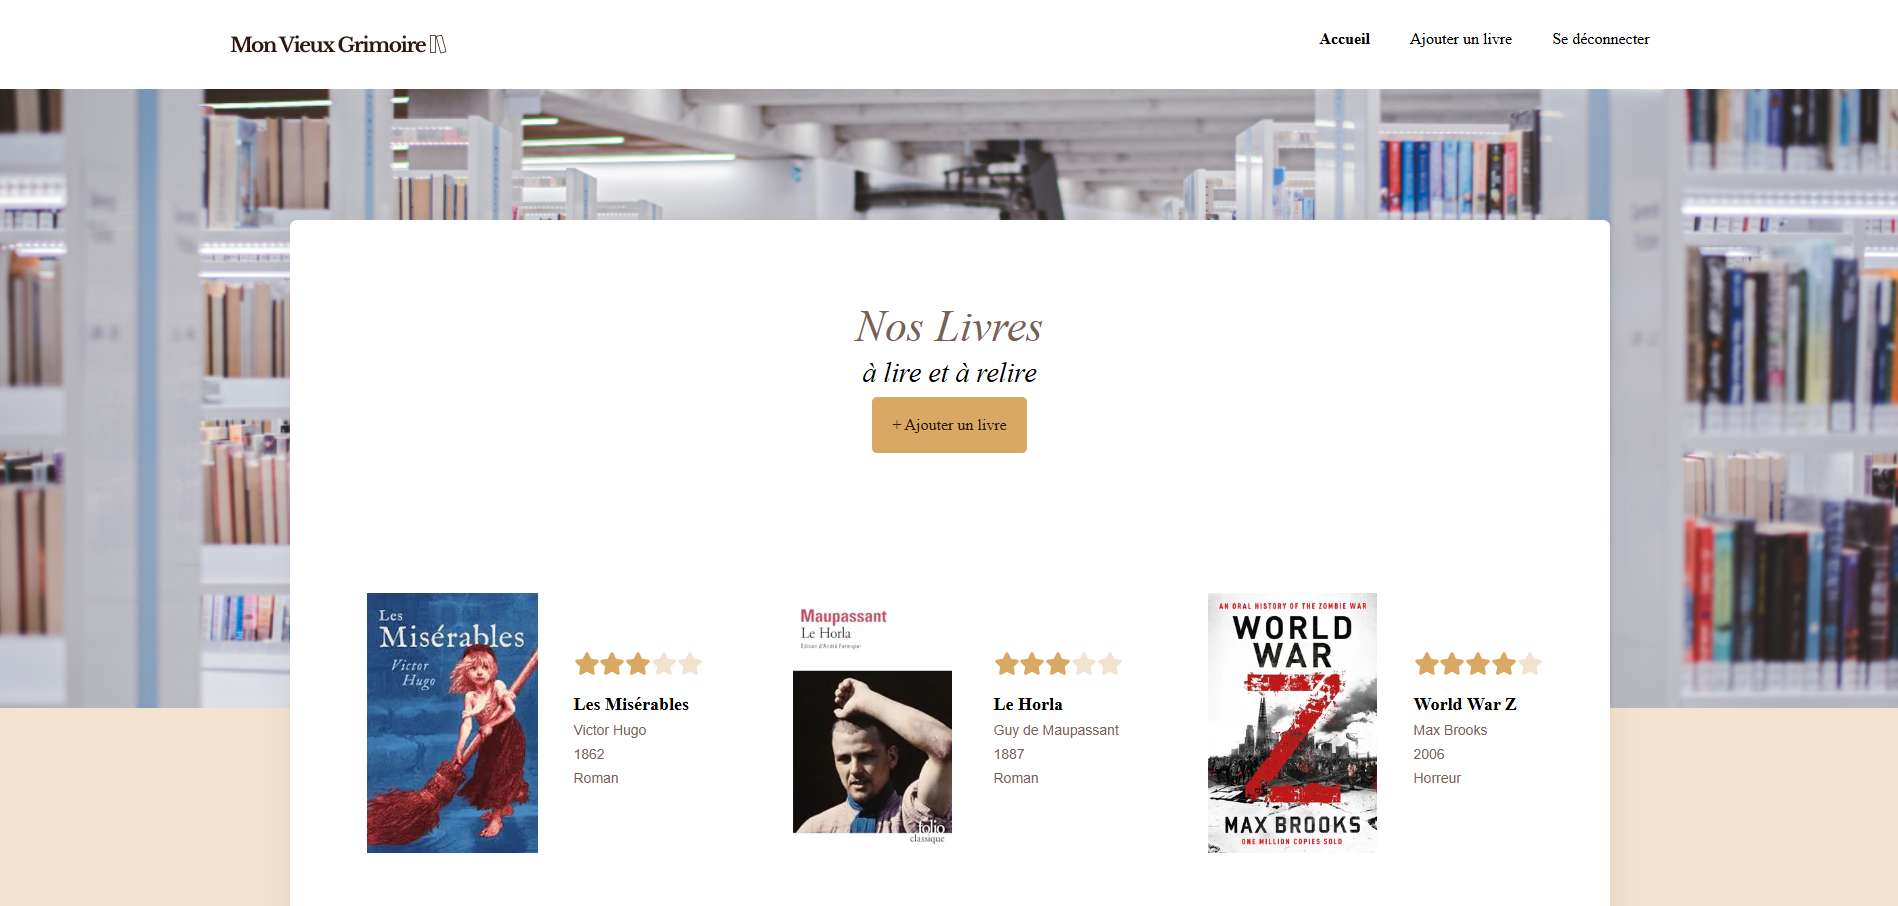 Mon Vieux Grimoire
Accueil
Ajouter un livre
Se déconnecter
Nos Livres
à lire et à relire
+ Ajouter un livre
Les
Misérables
Victor
Hugo
Les Misérables
Victor Hugo
1862
Roman
Maupassant
Le Horla
Édition d'André Fermigier
folio
classique
Le Horla
Guy de Maupassant
1887
Roman
AN ORAL HISTORY OF THE ZOMBIE WAR
WORLD
WAR
Z
MAX BROOKS
ONE MILLION COPIES SOLD
World War Z
Max Brooks
2006
Horreur